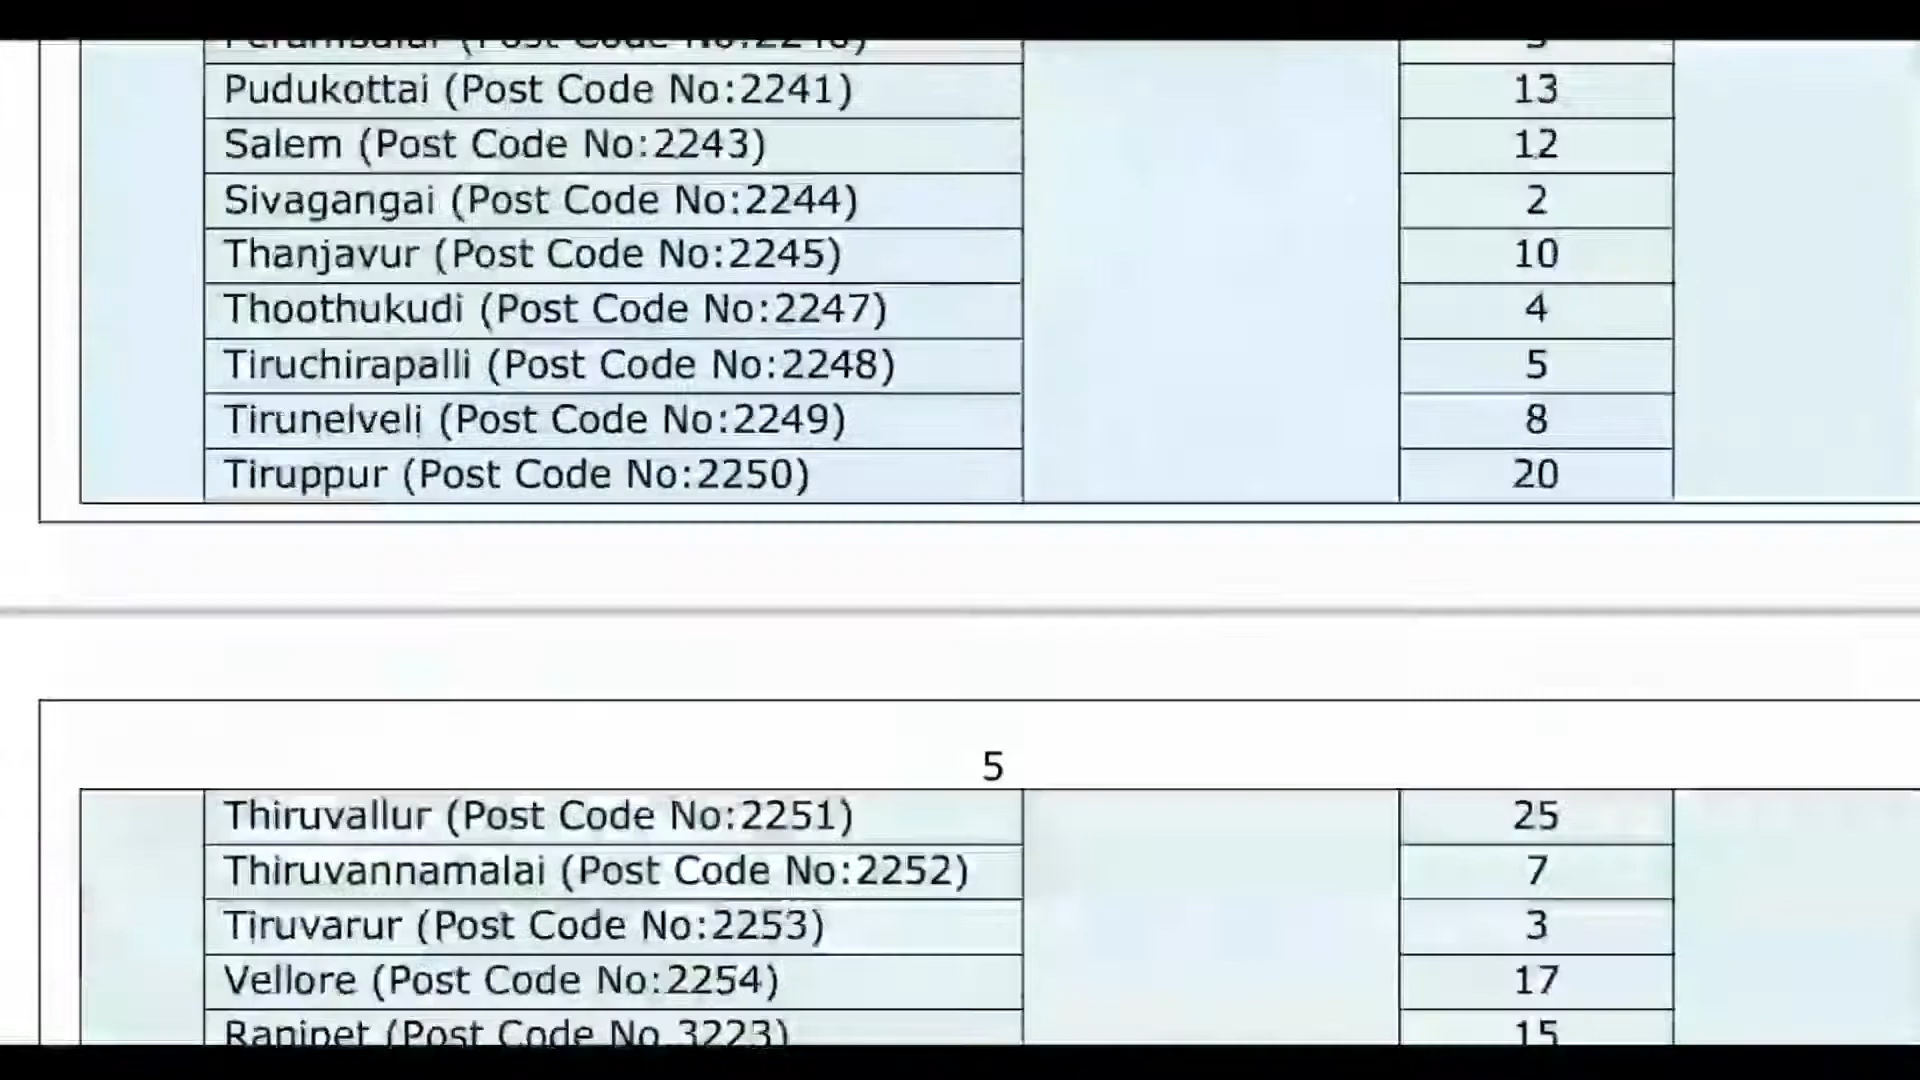 Pudukottai (Post Code No:2241) 13
Salem (Post Code No:2243) 12
Sivagangai (Post Code No:2244) 2
Thanjavur (Post Code No:2245) 10
Thoothukudi (Post Code No:2247) 4
Tiruchirapalli (Post Code No:2248) 5
Tirunelveli (Post Code No:2249) 8
Tiruppur (Post Code No:2250) 20
5
Thiruvallur (Post Code No:2251) 25
Thiruvannamalai (Post Code No:2252) 7
Tiruvarur (Post Code No:2253) 3
Vellore (Post Code No:2254) 17
Ranipet (Post Code No.3223) 15